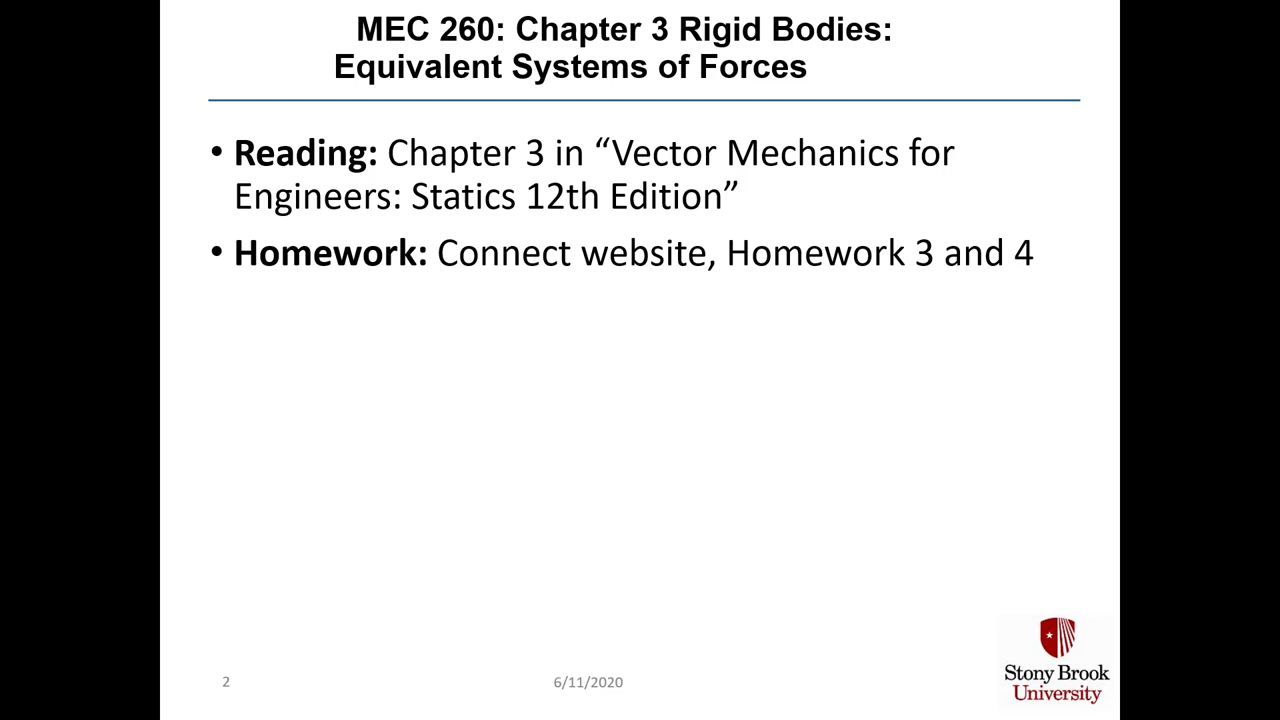 MEC 260: Chapter 3 Rigid Bodies:
Equivalent Systems of Forces
• Reading: Chapter 3 in “Vector Mechanics for
Engineers: Statics 12th Edition”
• Homework: Connect website, Homework 3 and 4
2
6/11/2020
Stony Brook
University